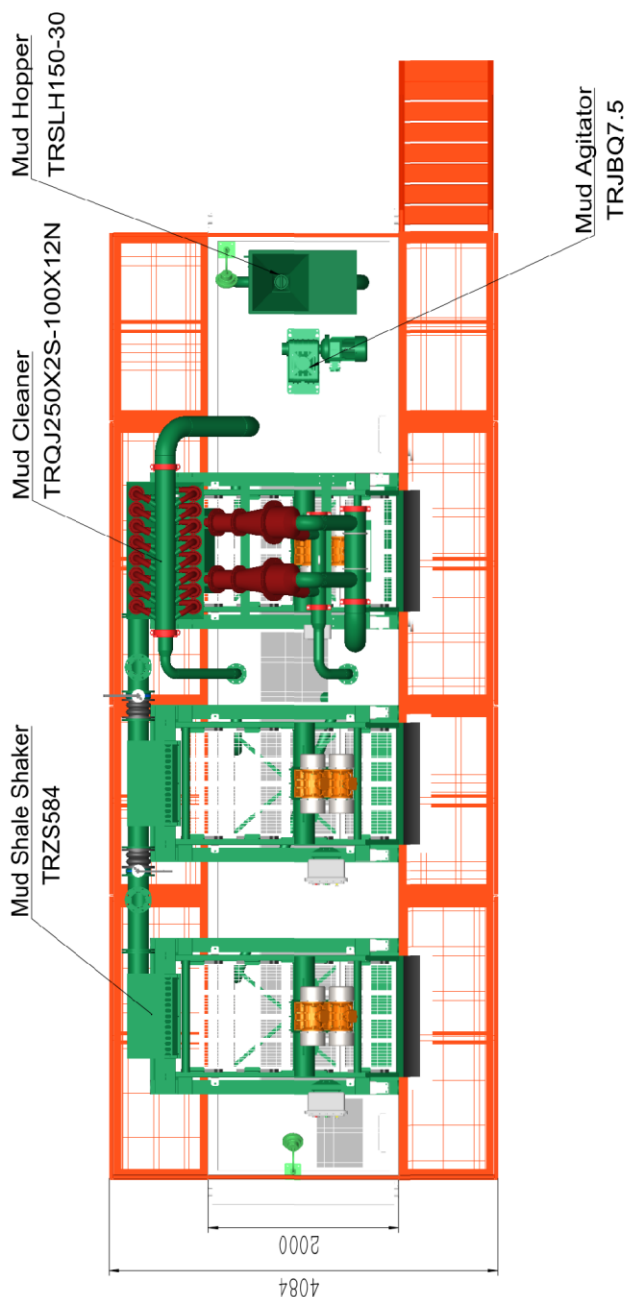 Mud Shale Shaker
TRZS584
Mud Cleaner
TRQJ250X2S-100X12N
Mud Hopper
TRSLH150-30
Mud Agitator
TRJBQ7.5
2000
4084